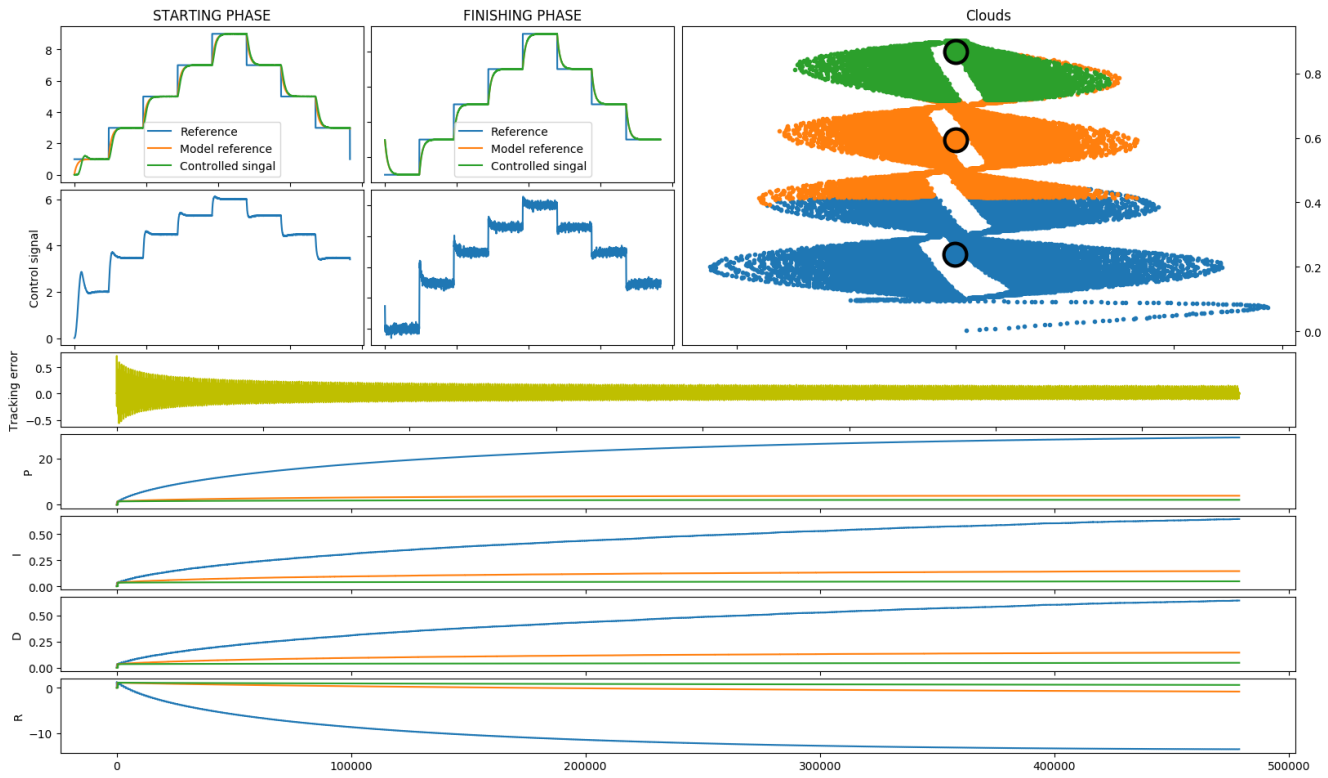 STARTING PHASE
FINISHING PHASE
Clouds
8
6
4
2
0
Reference
Model reference
Controlled singal
Reference
Model reference
Controlled singal
0.8
0.6
0.4
0.2
0.0
Control signal
6
4
2
0
Tracking error
0.5
0.0
−0.5
P
20
0
I
0.50
0.25
0.00
D
0.50
0.25
0.00
R
0
−10
0
100000
200000
300000
400000
500000